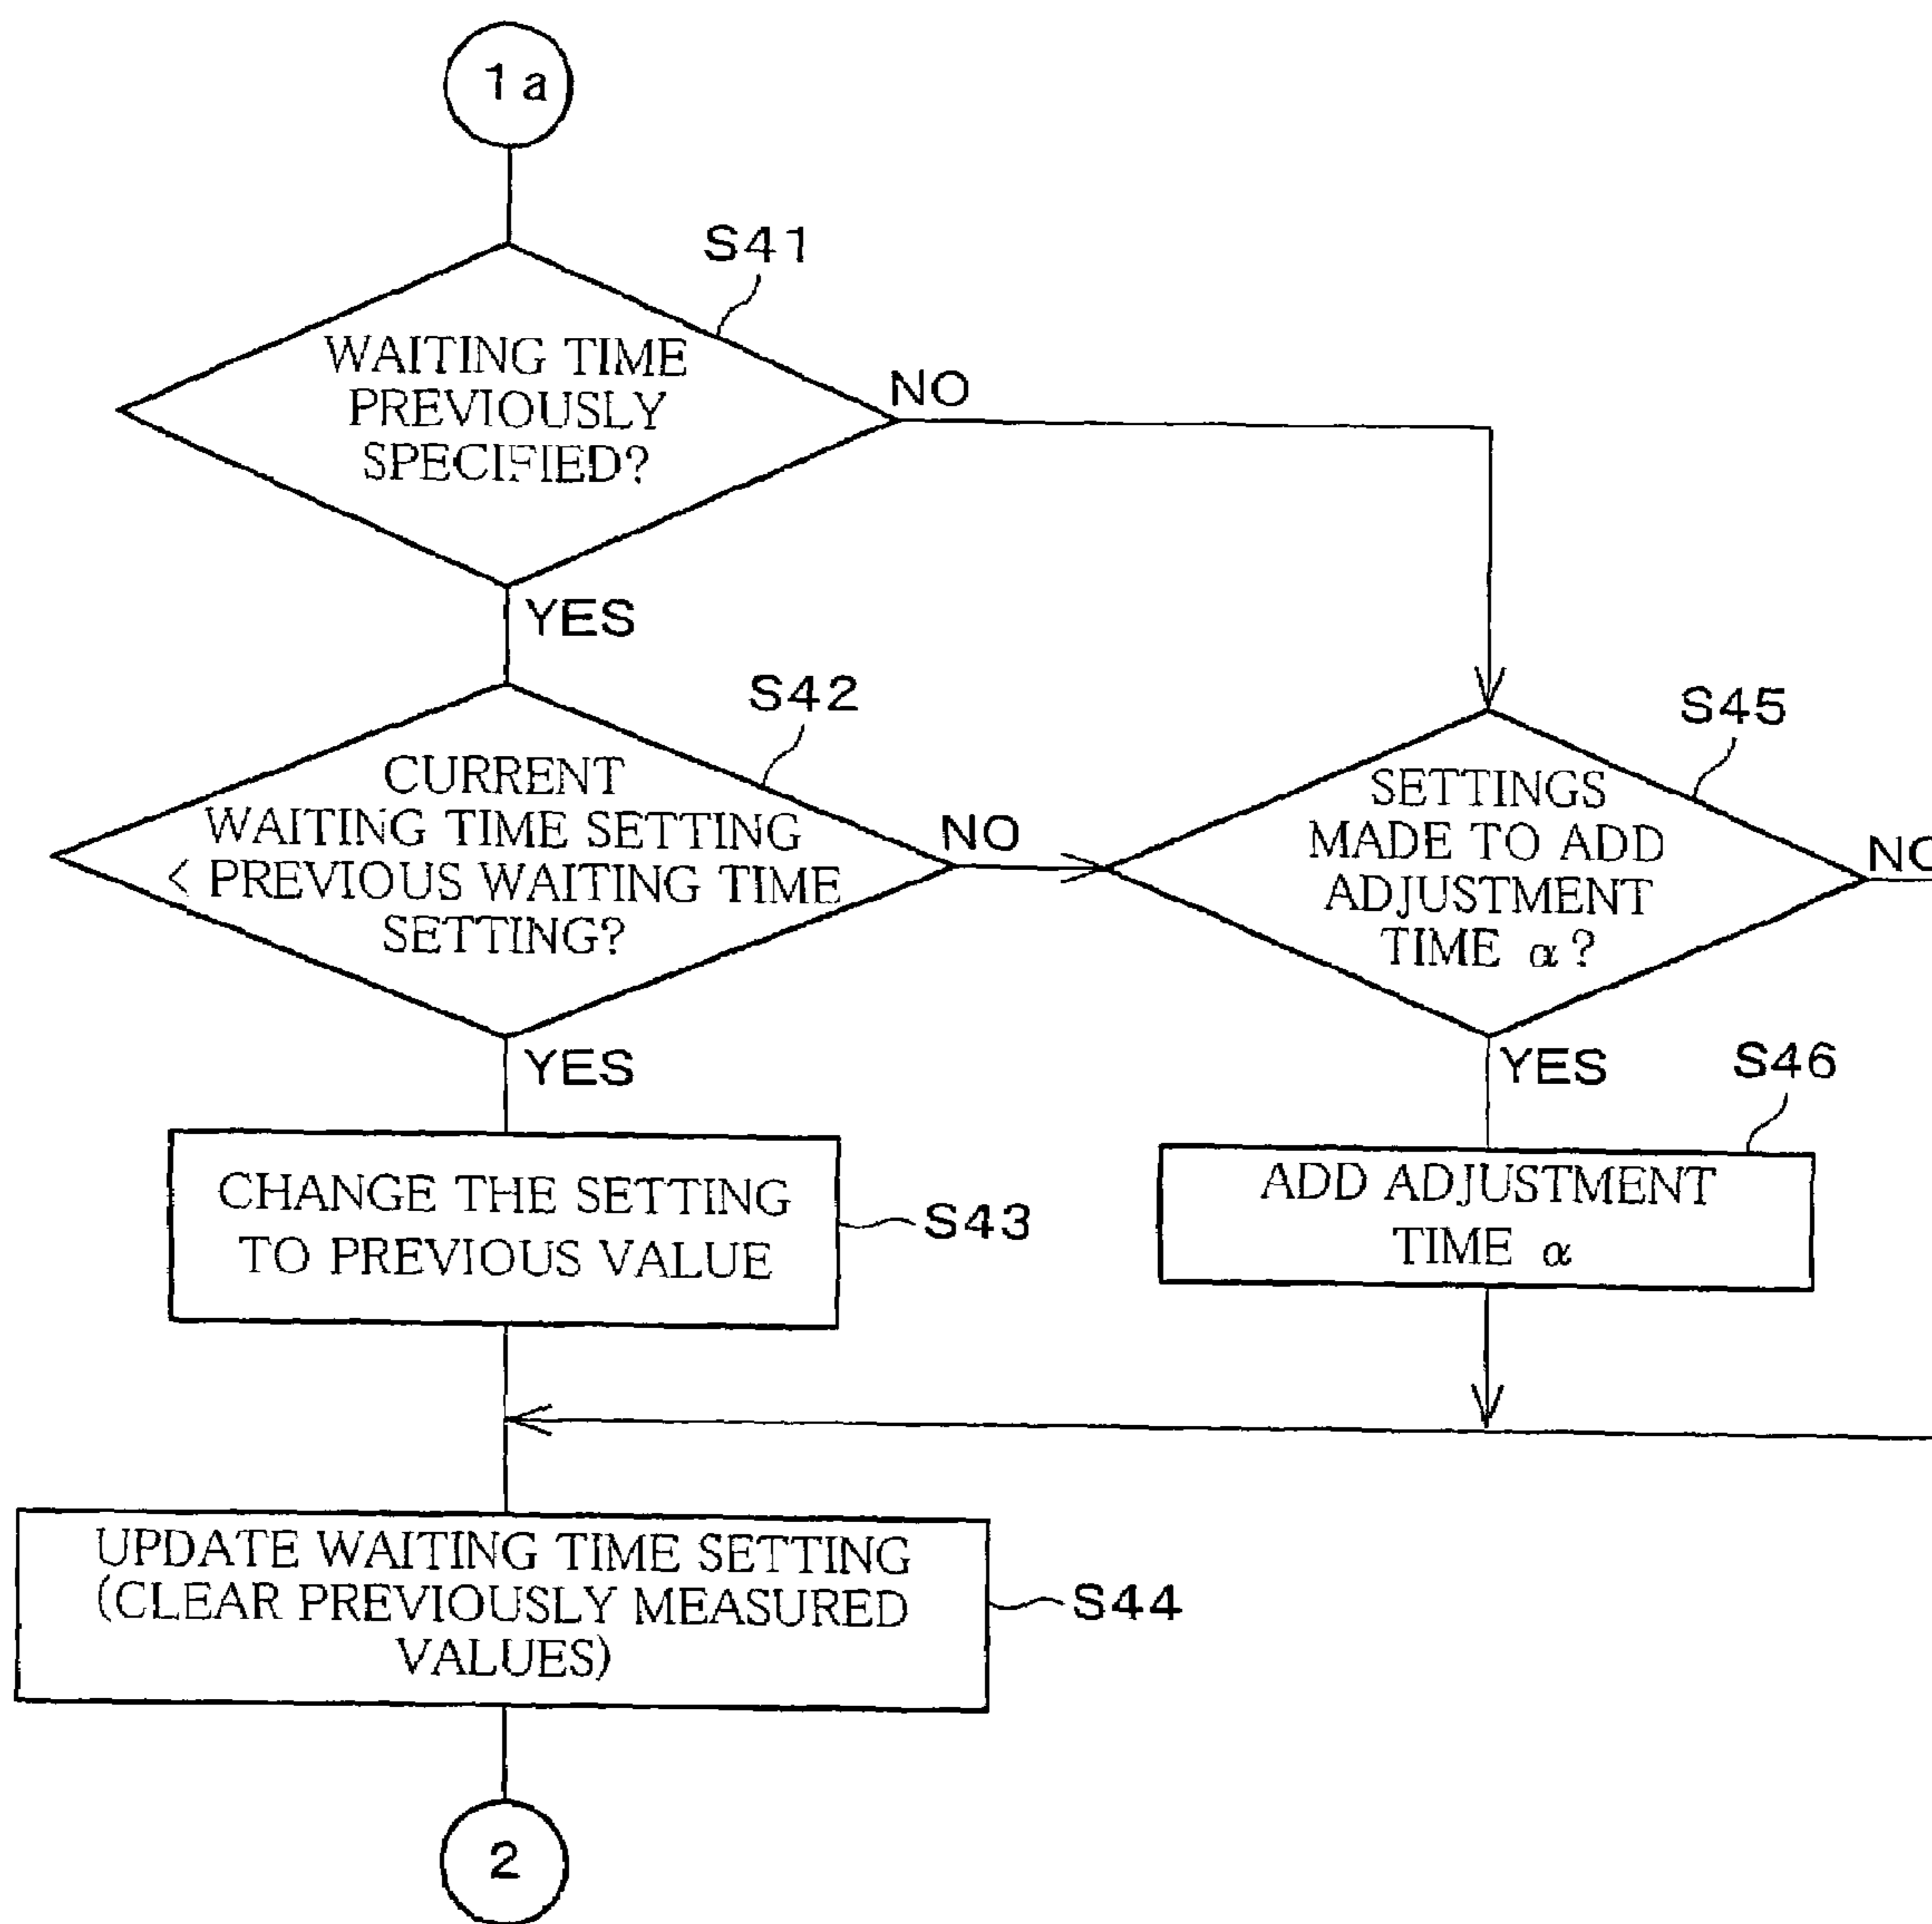 1a
S41
WAITING TIME
PREVIOUSLY
SPECIFIED?
NO
YES
S42
CURRENT
WAITING TIME SETTING
< PREVIOUS WAITING TIME
SETTING?
NO
YES
S45
SETTINGS
MADE TO ADD
ADJUSTMENT
TIME α?
NO
YES
S46
ADD ADJUSTMENT
TIME α
CHANGE THE SETTING
TO PREVIOUS VALUE
S43
UPDATE WAITING TIME SETTING
(CLEAR PREVIOUSLY MEASURED
VALUES)
S44
2